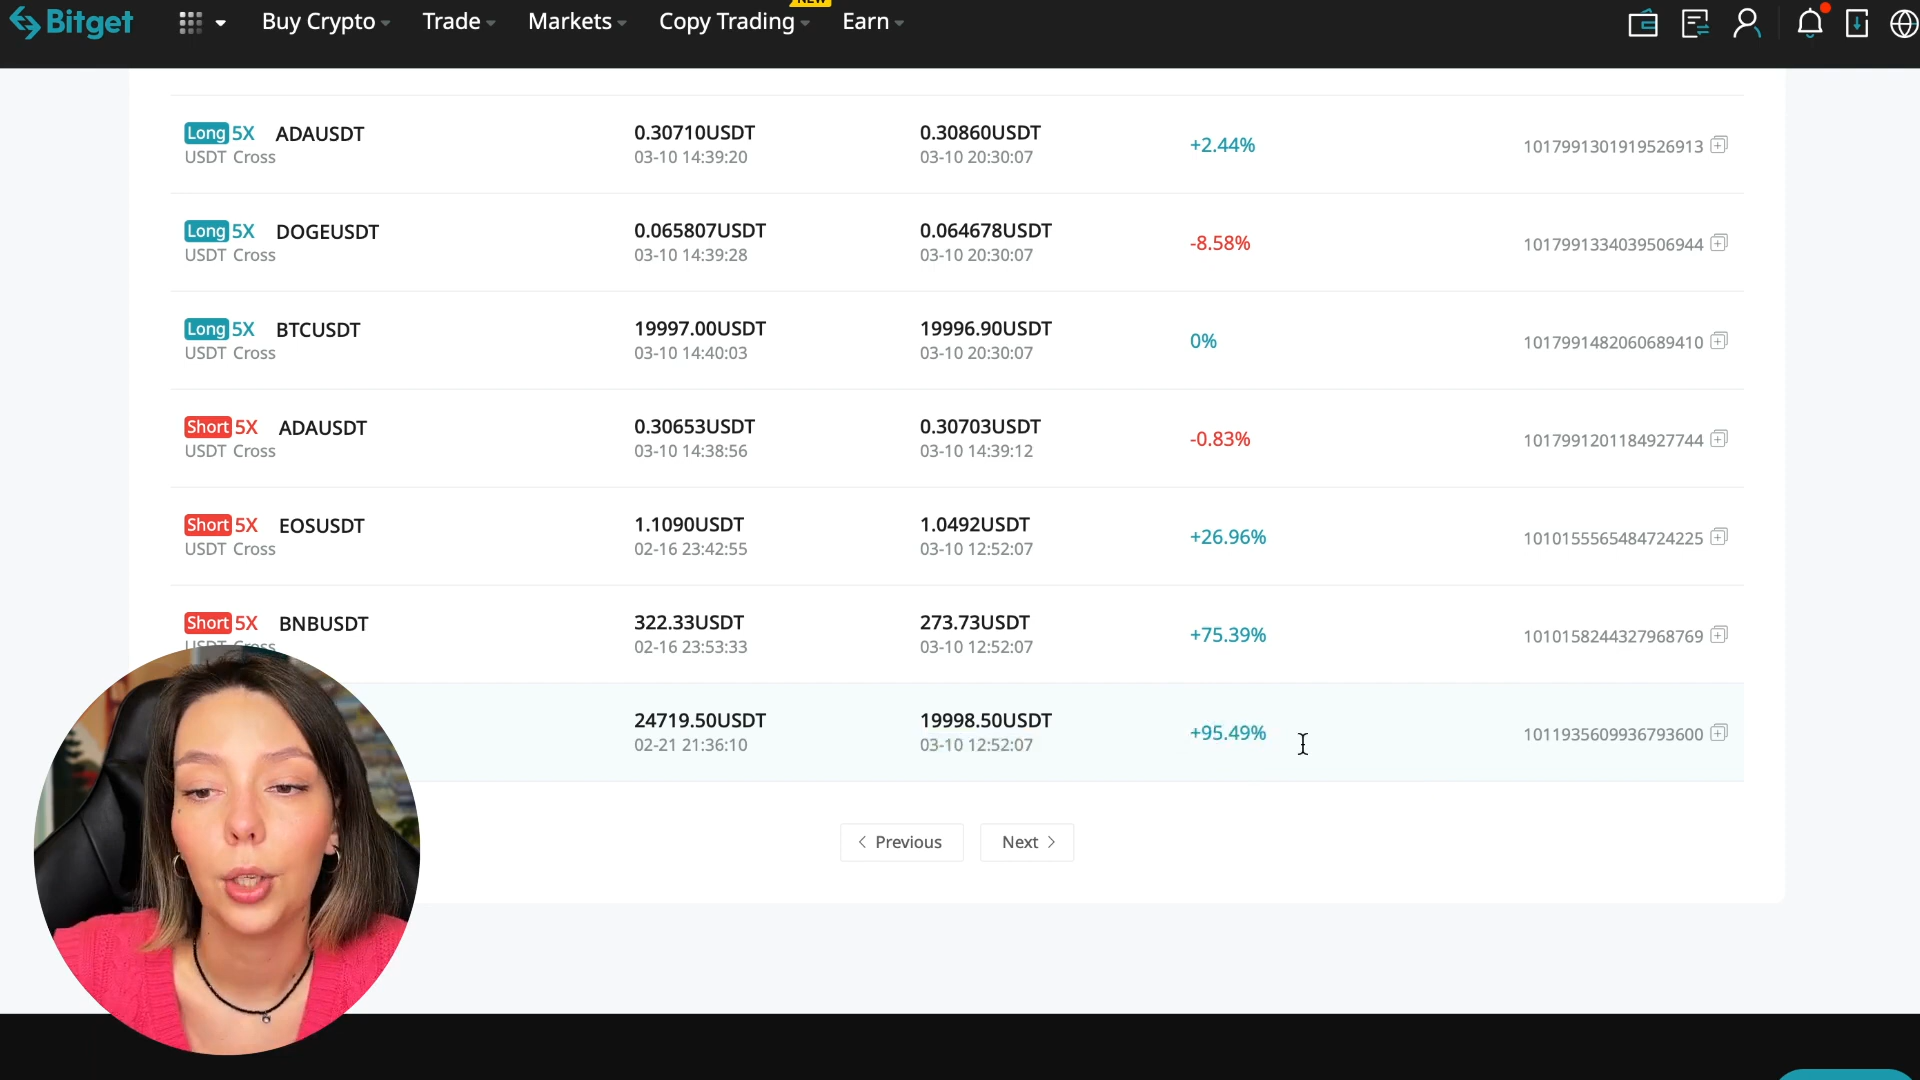 Bitget
Buy Crypto
Trade
Markets
Copy Trading
NEW
Earn
Long 5X ADAUSDT 0.30710USDT 0.30860USDT +2.44% 1017991301919526913
USDT Cross 03-10 14:39:20 03-10 20:30:07
Long 5X DOGEUSDT 0.065807USDT 0.064678USDT -8.58% 1017991334039506944
USDT Cross 03-10 14:39:28 03-10 20:30:07
Long 5X BTCUSDT 19997.00USDT 19996.90USDT 0% 1017991482060689410
USDT Cross 03-10 14:40:03 03-10 20:30:07
Short 5X ADAUSDT 0.30653USDT 0.30703USDT -0.83% 1017991201184927744
USDT Cross 03-10 14:38:56 03-10 14:39:12
Short 5X EOSUSDT 1.1090USDT 1.0492USDT +26.96% 1010155565484724225
USDT Cross 02-16 23:42:55 03-10 12:52:07
Short 5X BNBUSDT 322.33USDT 273.73USDT +75.39% 1010158244327968769
USDT Cross 02-16 23:53:33 03-10 12:52:07
24719.50USDT 19998.50USDT +95.49% 1011935609936793600
02-21 21:36:10 03-10 12:52:07
< Previous
Next >